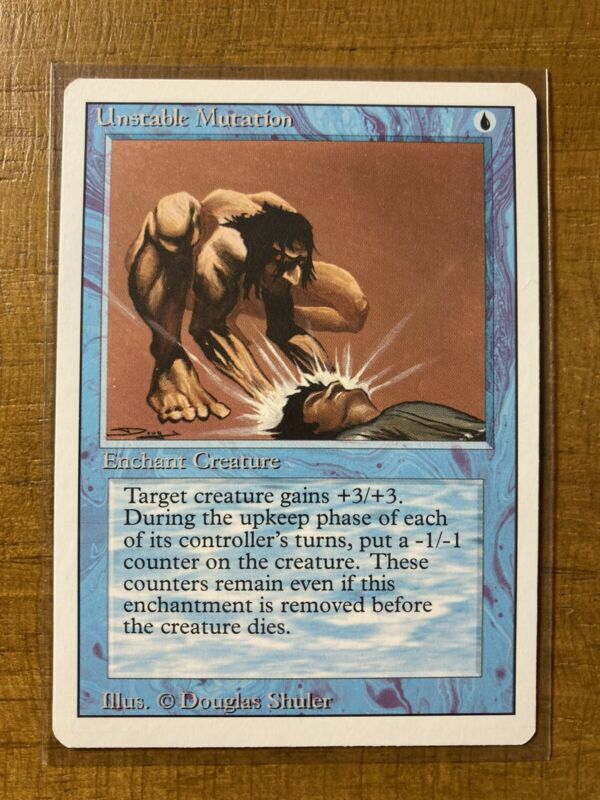 Unstable Mutation
Enchant Creature
Target creature gains +3/+3.
During the upkeep phase of each
of its controller's turns, put a -1/-1
counter on the creature. These
counters remain even if this
enchantment is removed before
the creature dies.
Illus. © Douglas Shuler